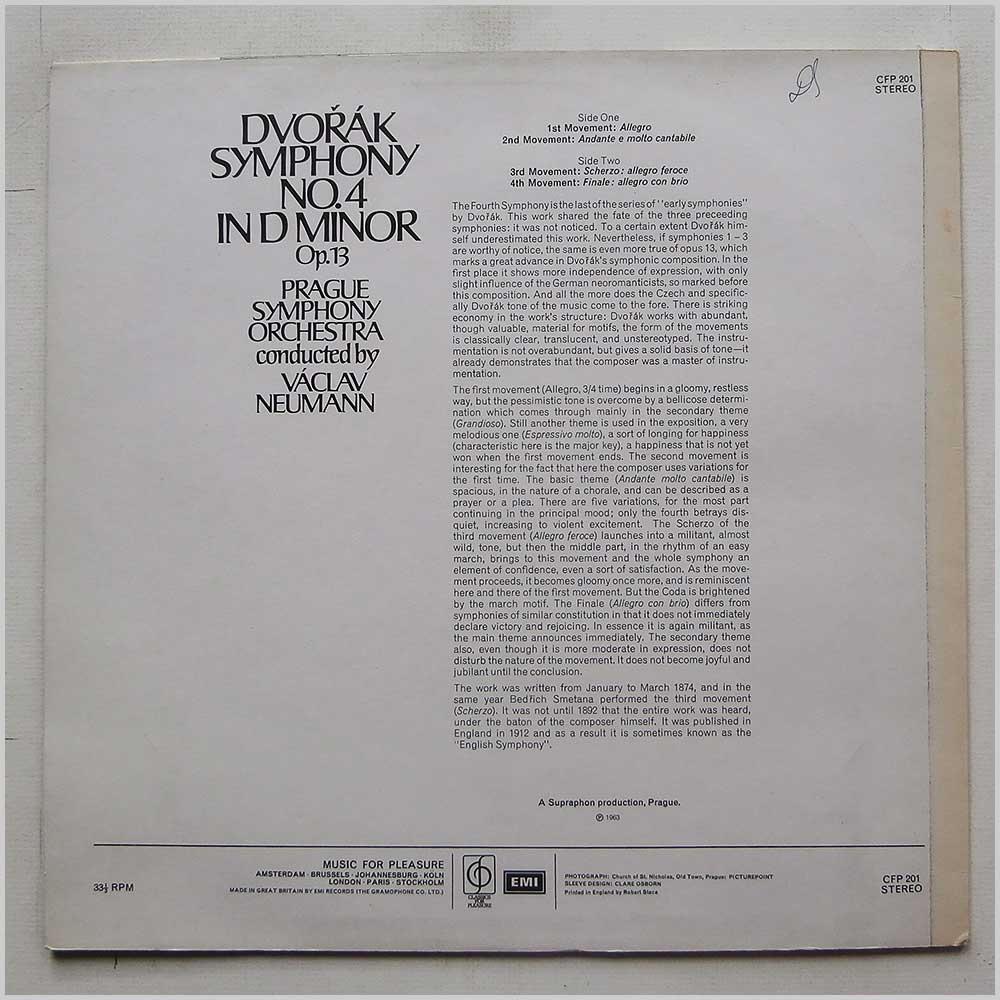 DVOŘÁK
SYMPHONY
NO.4
IN D MINOR
Op.13
PRAGUE
SYMPHONY
ORCHESTRA
conducted by
VÁCLAV
NEUMANN
CFP 201
STEREO
Side One
1st Movement: Allegro
2nd Movement: Andante e molto cantabile
Side Two
3rd Movement: Scherzo: allegro feroce
4th Movement: Finale: allegro con brio
The Fourth Symphony is the last of the series of "early symphonies"
by Dvořák. This work shared the fate of the three preceeding
symphonies: it was not noticed. To a certain extent Dvořák him-
self underestimated this work. Nevertheless, if symphonies 1 – 3
are worthy of notice, the same is even more true of opus 13, which
marks a great advance in Dvořák's symphonic composition. In the
first place it shows more independence of expression, with only
slight influence of the German neoromanticists, so marked before
this composition. And all the more does the Czech and specific-
ally Dvořák tone of the music come to the fore. There is striking
economy in the work's structure: Dvořák works with abundant,
though valuable, material for motifs, the form of the movements
is classically clear, translucent, and unstereotyped. The instru-
mentation is not overabundant, but gives a solid basis of tone—it
already demonstrates that the composer was a master of instru-
mentation.
The first movement (Allegro, 3/4 time) begins in a gloomy, restless
way, but the pessimistic tone is overcome by a bellicose determi-
nation which comes through mainly in the secondary theme
(Grandioso). Still another theme is used in the exposition, a very
melodious one (Espressivo molto), a sort of longing for happiness
(characteristic here is the major key), a happiness that is not yet
won when the first movement ends. The second movement is
interesting for the fact that here the composer uses variations for
the first time. The basic theme (Andante molto cantabile) is
spacious, in the nature of a chorale, and can be described as a
prayer or a plea. There are five variations, for the most part
continuing in the principal mood; only the fourth betrays dis-
quiet, increasing to violent excitement. The Scherzo of the
third movement (Allegro feroce) launches into a militant, almost
wild, tone, but then the middle part, in the rhythm of an easy
march, brings to this movement and the whole symphony an
element of confidence, even a sort of satisfaction. As the move-
ment proceeds, it becomes gloomy once more, and is reminiscent
here and there of the first movement. But the Coda is brightened
by the march motif. The Finale (Allegro con brio) differs from
symphonies of similar constitution in that it does not immediately
declare victory and rejoicing. In essence it is again militant, as
the main theme announces immediately. The secondary theme
also, even though it is more moderate in expression, does not
disturb the nature of the movement. It does not become joyful and
jubilant until the conclusion.
The work was written from January to March 1874, and in the
same year Bedřich Smetana performed the third movement
(Scherzo). It was not until 1892 that the entire work was heard,
under the baton of the composer himself. It was published in
England in 1912 and as a result it is sometimes known as the
"English Symphony".
A Supraphon production, Prague.
℗ 1963
33⅓ RPM
MUSIC FOR PLEASURE
AMSTERDAM · BRUSSELS · JOHANNESBURG · KÖLN
LONDON · PARIS · STOCKHOLM
MADE IN GREAT BRITAIN BY EMI RECORDS (THE GRAMOPHONE CO. LTD.)
CLASSICS
FOR
PLEASURE
EMI
PHOTOGRAPH: Church of St. Nicholas, Old Town, Prague: PICTUREPOINT
SLEEVE DESIGN: CLARE OSBORN
Printed in England by Robert Stace
CFP 201
STEREO